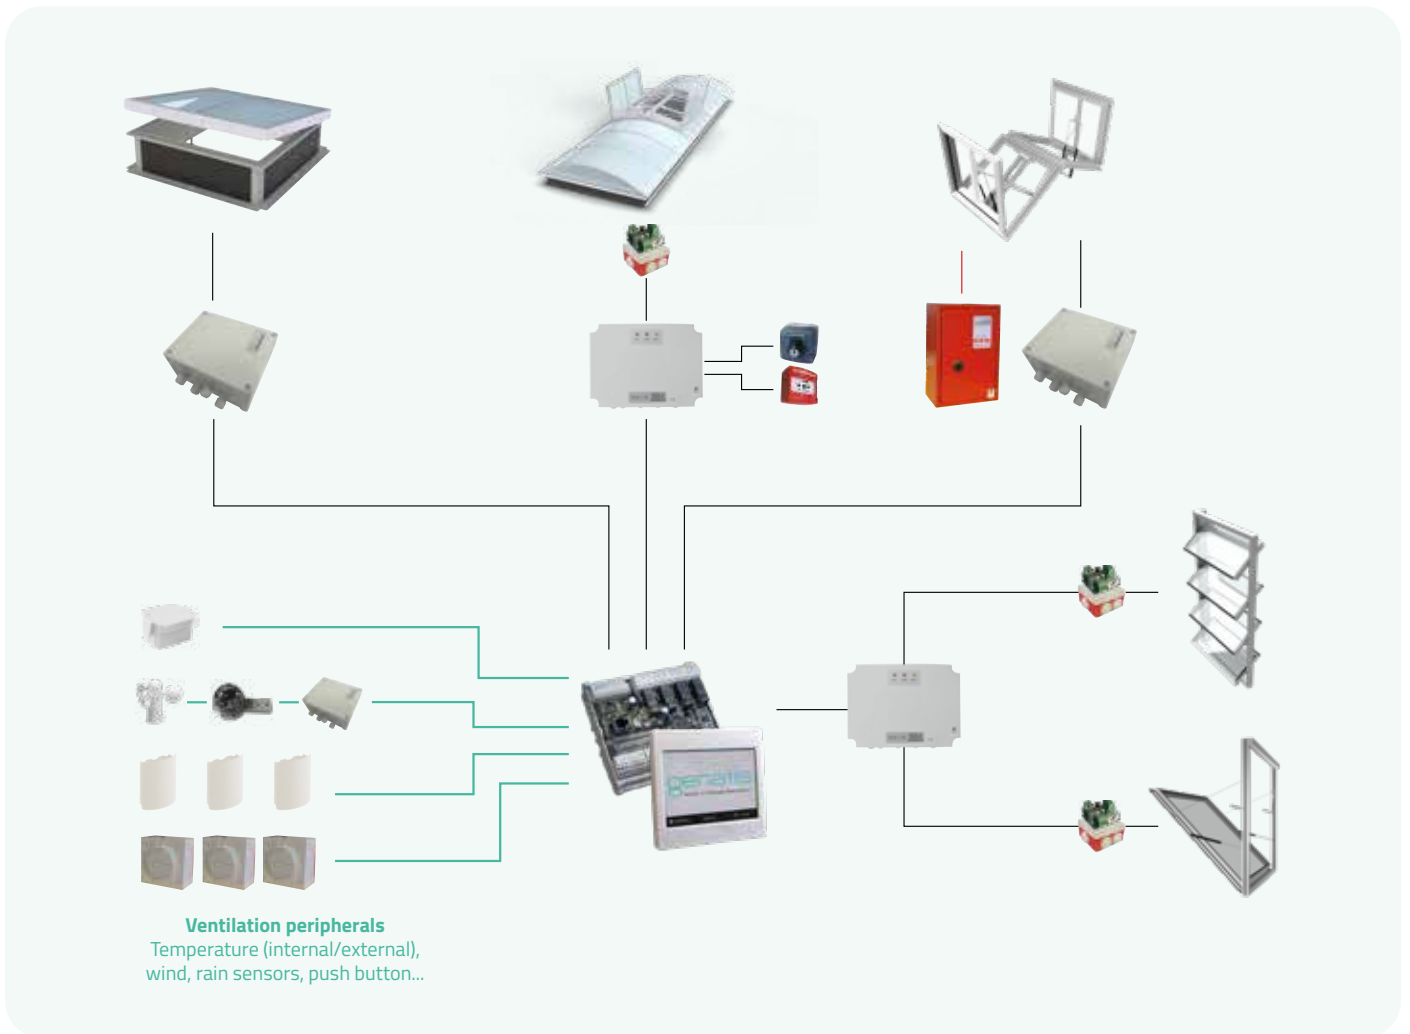 Ventilation peripherals
Temperature (internal/external),
wind, rain sensors, push button...